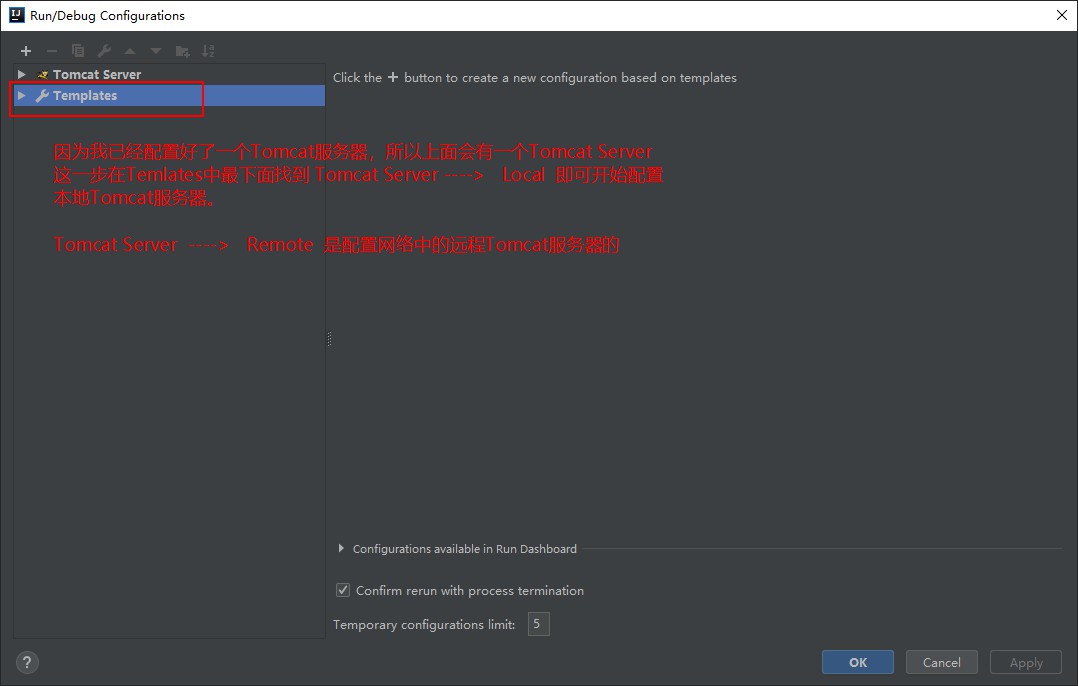 Run/Debug Configurations
Tomcat Server
Templates
Click the + button to create a new configuration based on templates
因为我已经配置好了一个Tomcat服务器，所以上面会有一个Tomcat Server
这一步在Temlates中最下面找到 Tomcat Server ----> Local 即可开始配置
本地Tomcat服务器。
Tomcat Server ----> Remote 是配置网络中的远程Tomcat服务器的
Configurations available in Run Dashboard
Confirm rerun with process termination
Temporary configurations limit: 5
? OK Cancel Apply